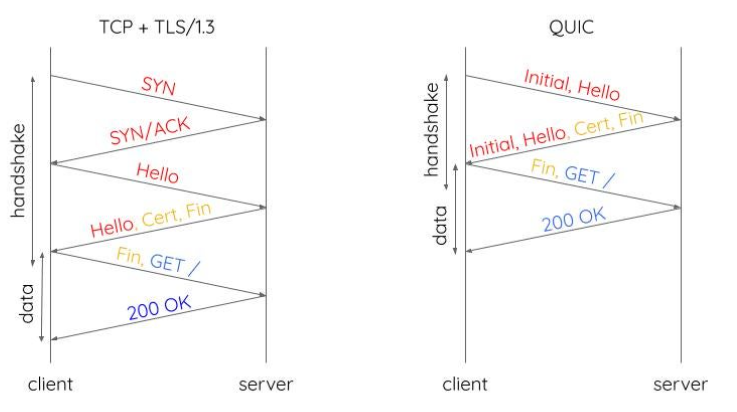 TCP + TLS/1.3
SYN
SYN/ACK
Hello
Hello, Cert, Fin
Fin, GET /
200 OK
handshake
data
client
server
QUIC
Initial, Hello
Initial, Hello, Cert, Fin
Fin, GET /
200 OK
handshake
data
client
server